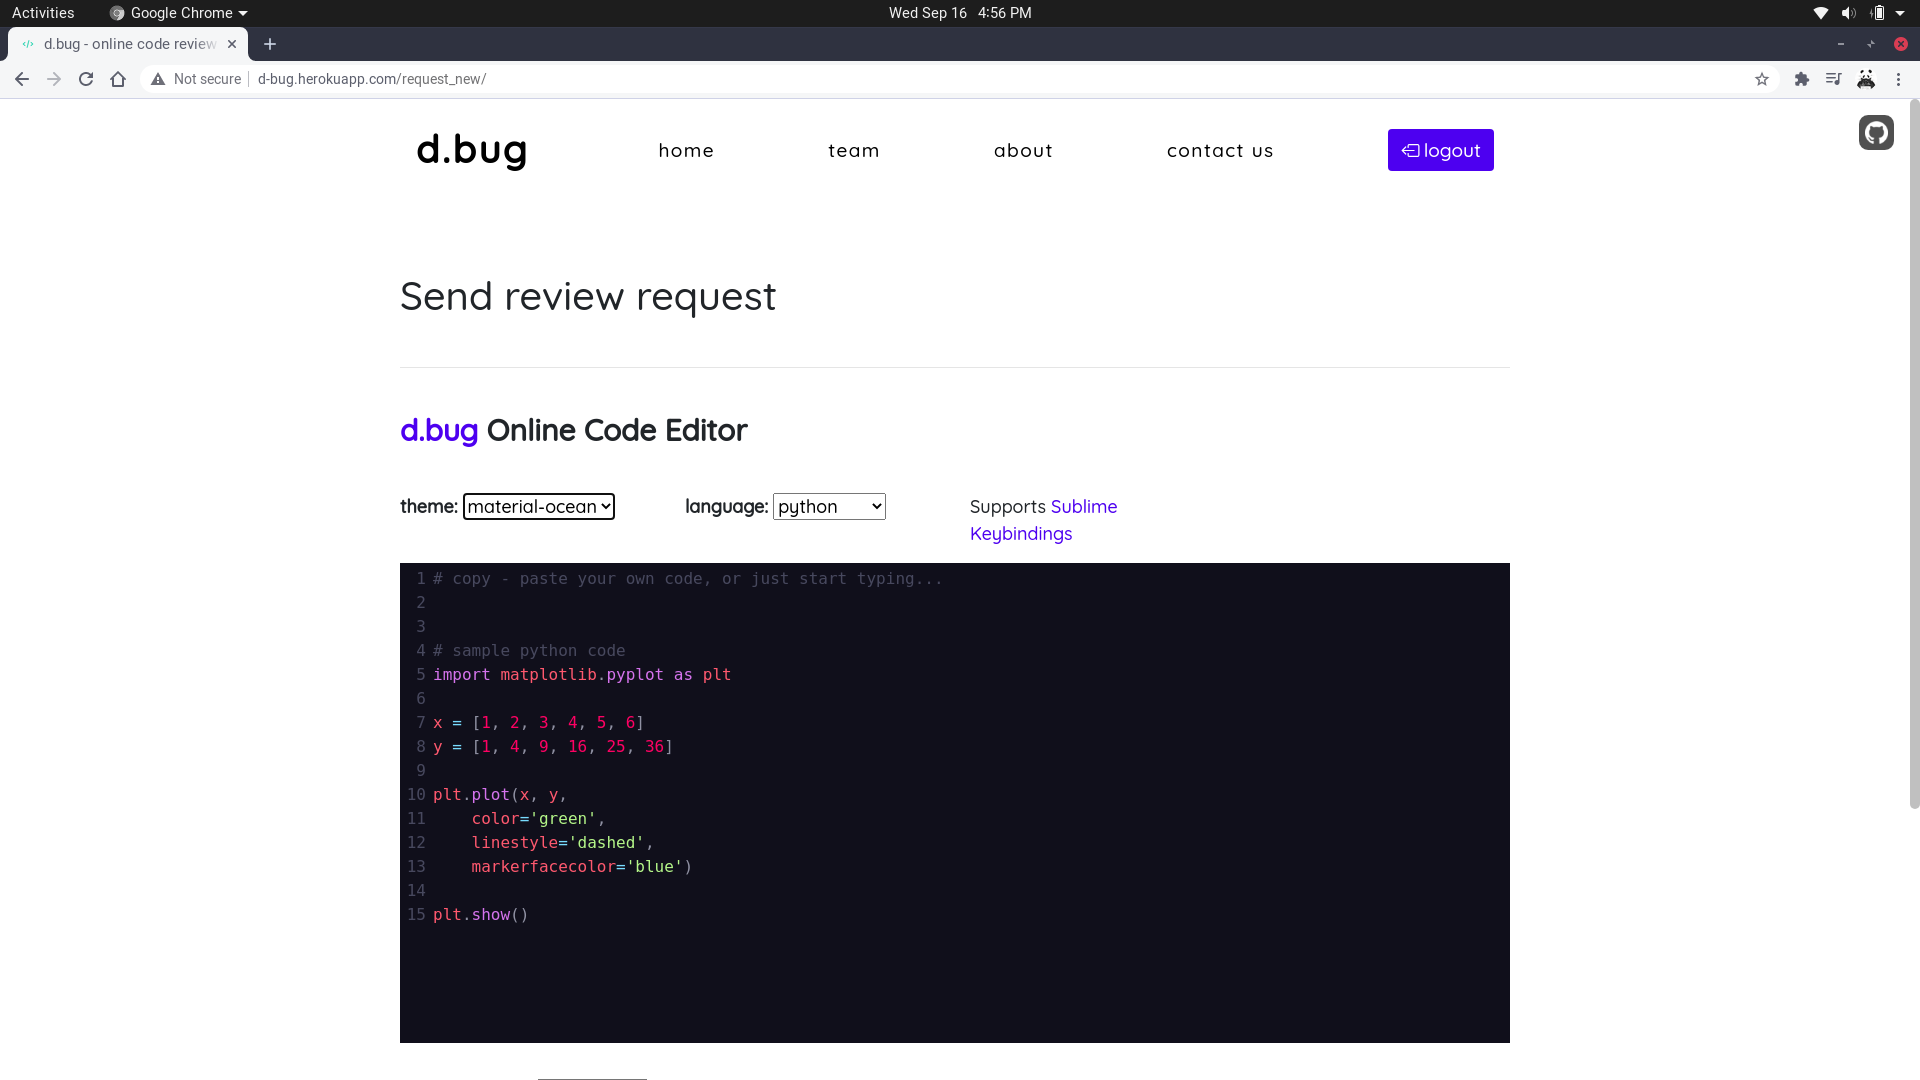 Activities
Google Chrome
Wed Sep 16 4:56 PM
d.bug - online code review
Not secure
d-bug.herokuapp.com/request_new/
d.bug
home
team
about
contact us
logout
Send review request
d.bug Online Code Editor
theme: material-ocean
language: python
Supports Sublime
Keybindings
1 # copy - paste your own code, or just start typing...
2
3
4 # sample python code
5 import matplotlib.pyplot as plt
6
7 x = [1, 2, 3, 4, 5, 6]
8 y = [1, 4, 9, 16, 25, 36]
9
10 plt.plot(x, y,
11     color='green',
12     linestyle='dashed',
13     markerfacecolor='blue')
14
15 plt.show()